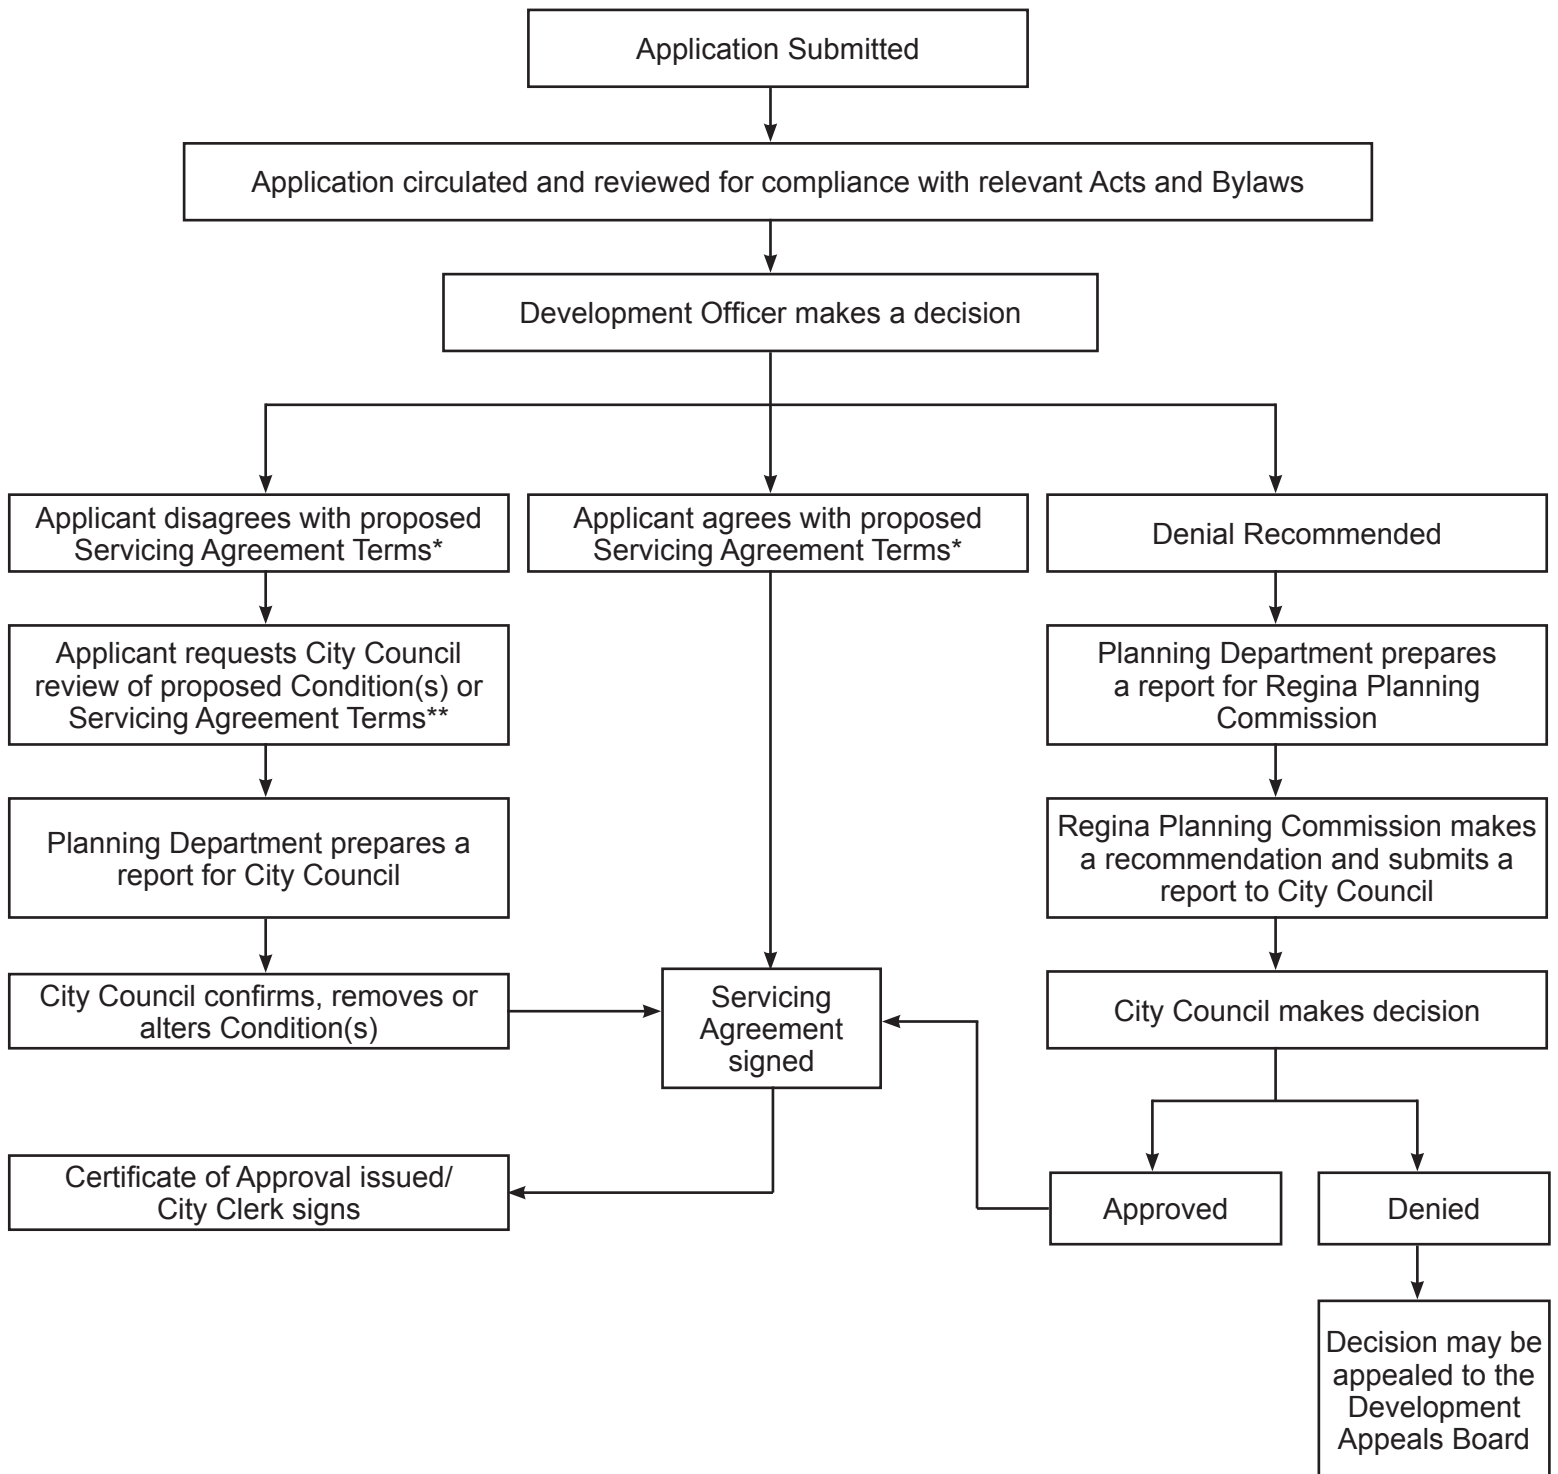 Application Submitted
Application circulated and reviewed for compliance with relevant Acts and Bylaws
Development Officer makes a decision
Applicant disagrees with proposed
Servicing Agreement Terms*
Applicant agrees with proposed
Servicing Agreement Terms*
Denial Recommended
Applicant requests City Council
review of proposed Condition(s) or
Servicing Agreement Terms**
Planning Department prepares
a report for Regina Planning
Commission
Planning Department prepares a
report for City Council
Regina Planning Commission makes
a recommendation and submits a
report to City Council
City Council confirms, removes or
alters Condition(s)
Servicing
Agreement
signed
City Council makes decision
Certificate of Approval issued/
City Clerk signs
Approved
Denied
Decision may be
appealed to the
Development
Appeals Board